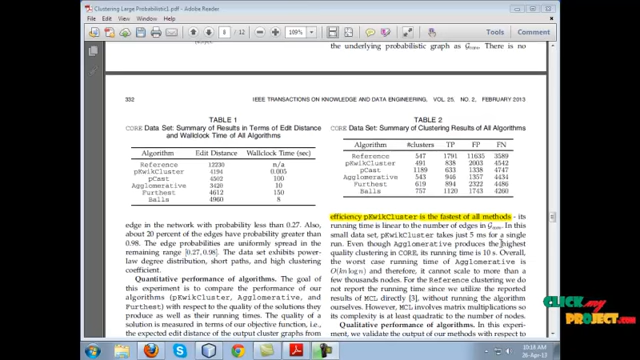 Clustering Large Probabilistic1.pdf - Adobe Reader
File Edit View Window Help
8 / 12
109%
Tools
Comment
the underlying probabilistic graph as
There is no
332
IEEE TRANSACTIONS ON KNOWLEDGE AND DATA ENGINEERING, VOL. 25, NO. 2, FEBRUARY 2013
TABLE 1
CORE Data Set: Summary of Results in Terms of Edit Distance
and Wallclock Time of All Algorithms
Algorithm Edit Distance Wallclock Time (sec)
Reference 12230 n/a
pKwikCluster 4194 0.005
pCast 4502 100
Agglomerative 3420 10
Furthest 4612 150
Balls 4960 8
edge in the network with probability less than 0.27. Also,
about 20 percent of the edges have probability greater than
0.98. The edge probabilities are uniformly spread in the
remaining range [0.27, 0.98]. The data set exhibits power-
law degree distribution, short paths, and high clustering
coefficient.
Quantitative performance of algorithms. The goal of
this experiment is to compare the performance of our
algorithms (pKwikCluster, Agglomerative, and
Furthest) with respect to the quality of the solutions they
produce as well as their running times. The quality of a
solution is measured in terms of our objective function, i.e.,
the expected edit distance of the output cluster graph from
TABLE 2
CORE Data Set: Summary of Clustering Results of All Algorithms
Algorithm #clusters TP FP FN
Reference 547 1791 11635 3589
pKwikCluster 491 838 2003 4542
pCast 1189 633 1338 4747
Agglomerative 543 946 1357 4434
Furthest 619 894 2322 4486
Balls 757 1120 1743 4260
efficiency pKwikCluster is the fastest of all methods - its
running time is linear to the number of edges in In this
small data set, pKwikCluster takes just 5 ms for a single
run. Even though Agglomerative produces the highest
quality clustering in CORE, its running time is 10 s. Overall,
the worst case running time of Agglomerative is
O(kn log n) and therefore, it cannot scale to more than a
few thousands of nodes. For the Reference clustering we
do not report the running time since we utilize the reported
results of MCL directly [3], without running the algorithm
ourselves. However, MCL involves matrix multiplications so
its complexity is at least quadratic to the number of nodes.
Qualitative performance of algorithms. In this experi-
ment, we validate the output of our methods with respect to
CLICK my
PROJECT.com
10:18 AM
26-Apr-13